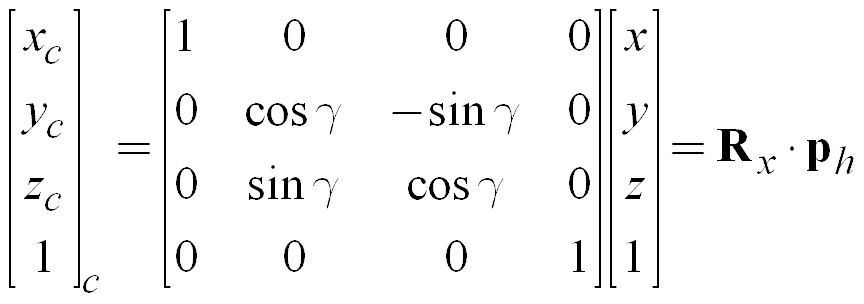 [x_c] [1 0 0 0] [x]
[y_c] [0 cos γ −sin γ 0] [y]
[z_c] = [0 sin γ cos γ 0] [z] = R_x · p_h
[1]_c [0 0 0 1] [1]